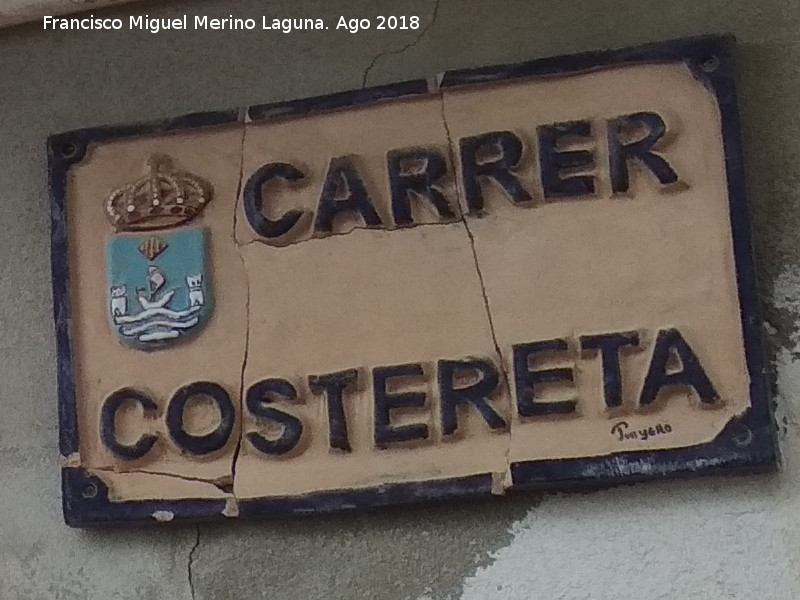 Francisco Miguel Merino Laguna. Ago 2018
CARRER
COSTERETA